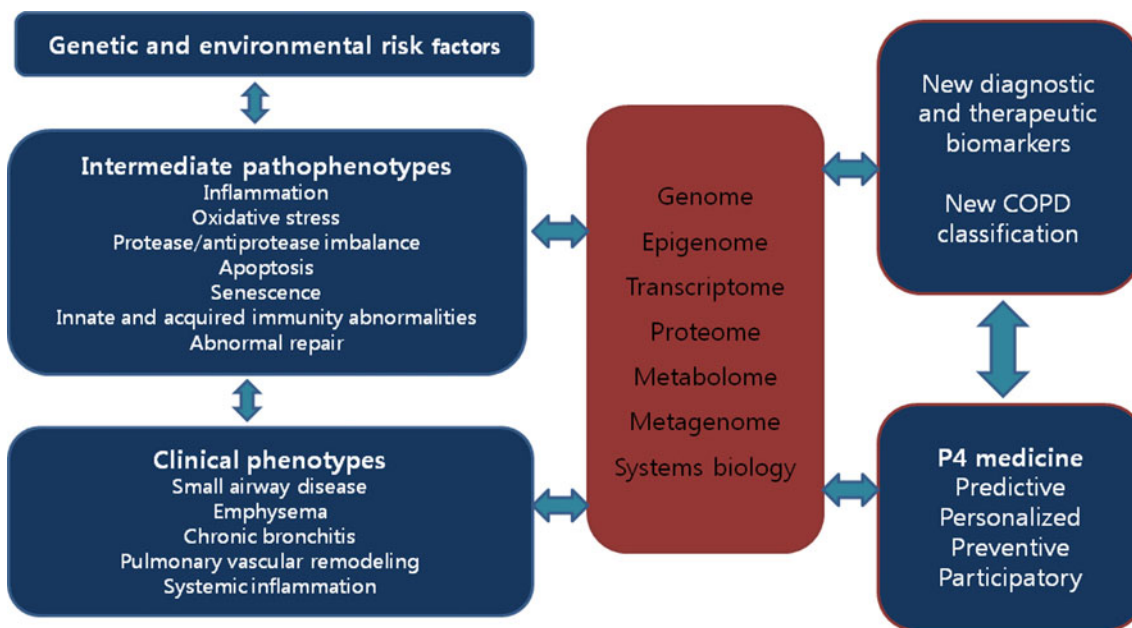 Genetic and environmental risk factors
Intermediate pathophenotypes
Inflammation
Oxidative stress
Protease/antiprotease imbalance
Apoptosis
Senescence
Innate and acquired immunity abnormalities
Abnormal repair
Clinical phenotypes
Small airway disease
Emphysema
Chronic bronchitis
Pulmonary vascular remodeling
Systemic inflammation
Genome
Epigenome
Transcriptome
Proteome
Metabolome
Metagenome
Systems biology
New diagnostic
and therapeutic
biomarkers
New COPD
classification
P4 medicine
Predictive
Personalized
Preventive
Participatory